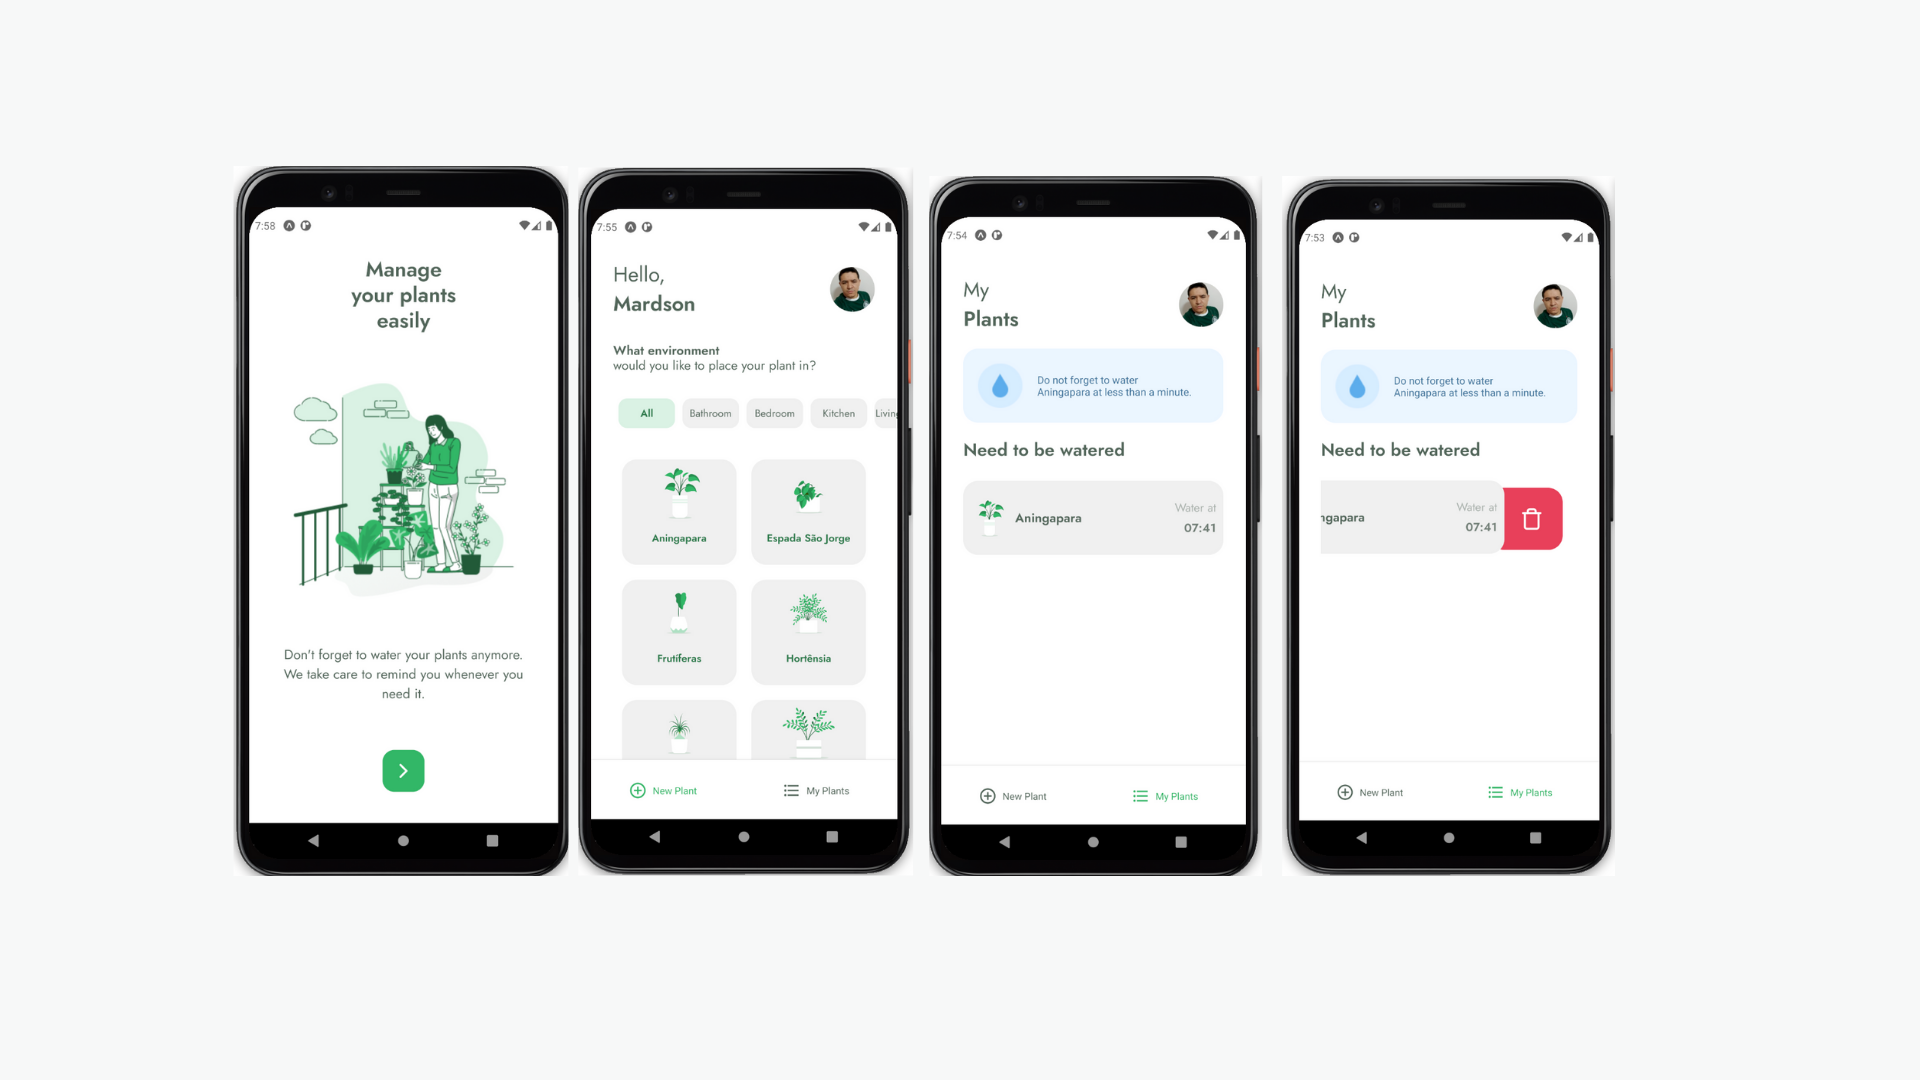 7:58
Manage
your plants
easily
Don't forget to water your plants anymore.
We take care to remind you whenever you
need it.
7:55
Hello,
Mardson
What environment
would you like to place your plant in?
All Bathroom Bedroom Kitchen Living
Aningapara Espada São Jorge
Frutíferas Hortênsia
New Plant My Plants
7:54
My
Plants
Do not forget to water
Aningapara at less than a minute.
Need to be watered
Water at
Aningapara
07:41
New Plant My Plants
7:53
My
Plants
Do not forget to water
Aningapara at less than a minute.
Need to be watered
Water at
ngapara
07:41
New Plant My Plants